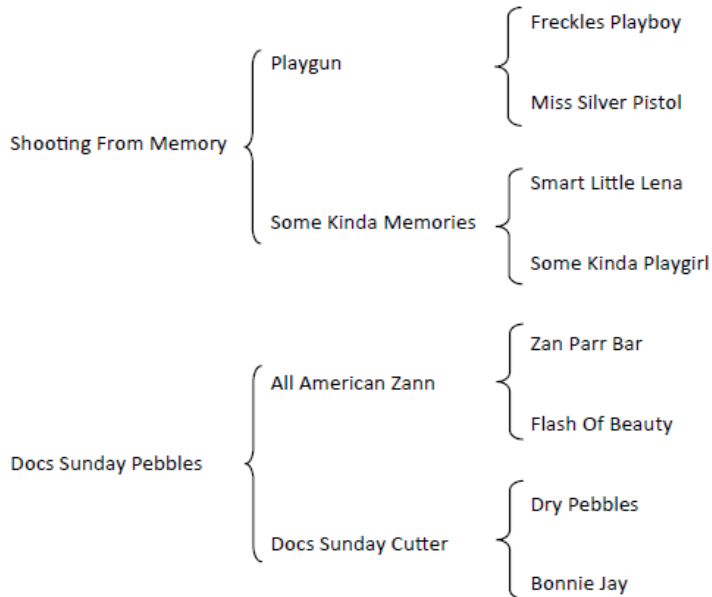 Freckles Playboy
Playgun
Miss Silver Pistol
Shooting From Memory
Smart Little Lena
Some Kinda Memories
Some Kinda Playgirl
Zan Parr Bar
All American Zann
Flash Of Beauty
Docs Sunday Pebbles
Dry Pebbles
Docs Sunday Cutter
Bonnie Jay